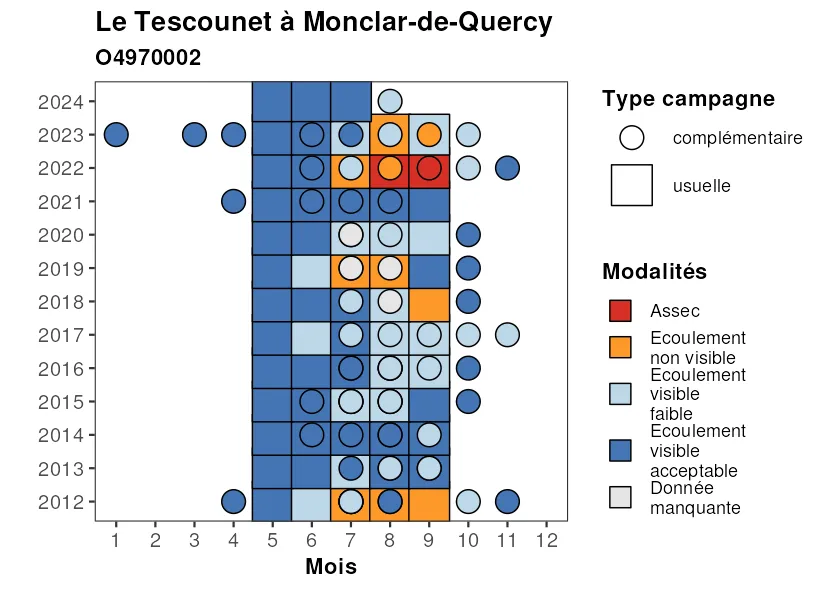 Le Tescounet à Monclar-de-Quercy
O4970002
2024
2023
2022
2021
2020
2019
2018
2017
2016
2015
2014
2013
2012
1 2 3 4 5 6 7 8 9 10 11 12
Mois
Type campagne
complémentaire
usuelle
Modalités
Assec
Ecoulement
non visible
Ecoulement
visible
faible
Ecoulement
visible
acceptable
Donnée
manquante